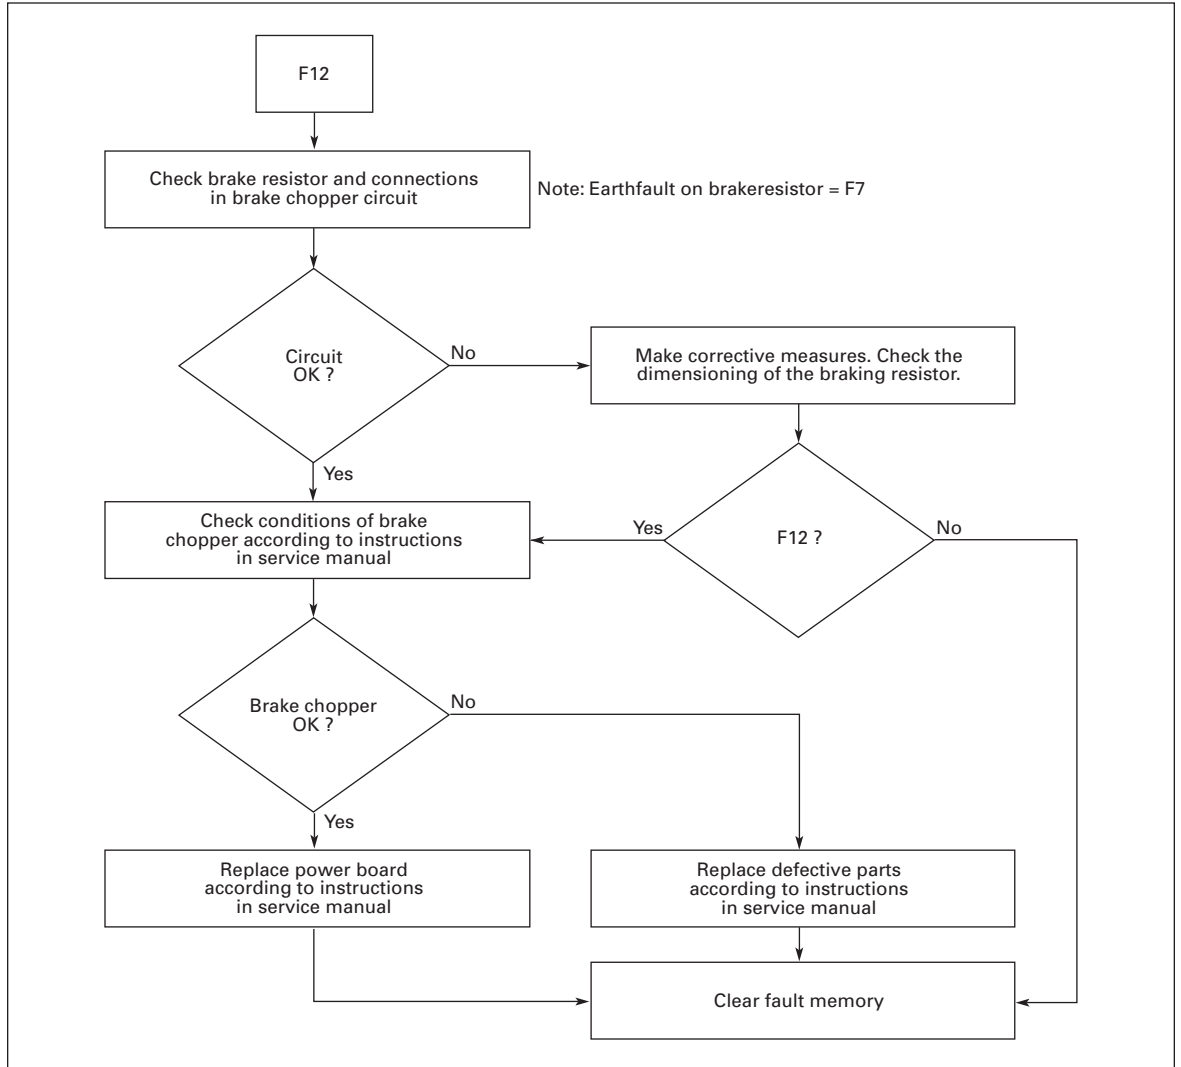 F12
Check brake resistor and connections
in brake chopper circuit
Note: Earthfault on brakeresistor = F7
Circuit
OK ?
No
Make corrective measures. Check the
dimensioning of the braking resistor.
Yes
Check conditions of brake
chopper according to instructions
in service manual
Yes
F12 ?
No
Brake chopper
OK ?
No
Yes
Replace power board
according to instructions
in service manual
Replace defective parts
according to instructions
in service manual
Clear fault memory